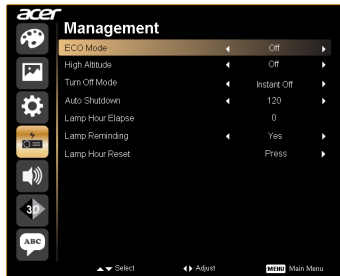 acer
Management
ECO Mode Off
High Altitude Off
Turn Off Mode Instant Off
Auto Shutdown 120
Lamp Hour Elapse 0
Lamp Reminding Yes
Lamp Hour Reset Press
3D
ABC
Select Adjust MENU Main Menu